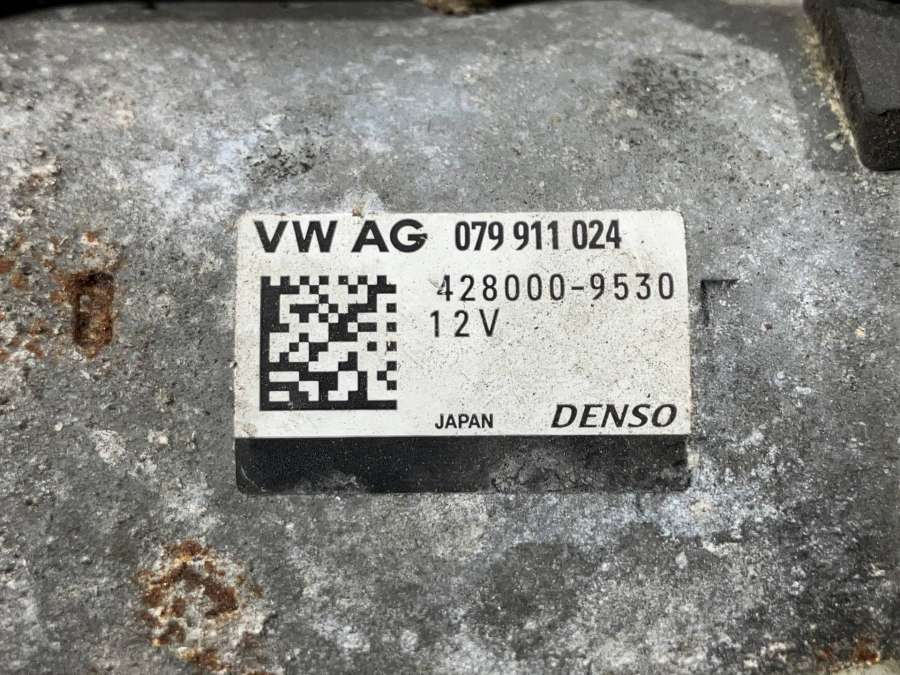 VW AG 079 911 024
428000-9530
12V
JAPAN DENSO